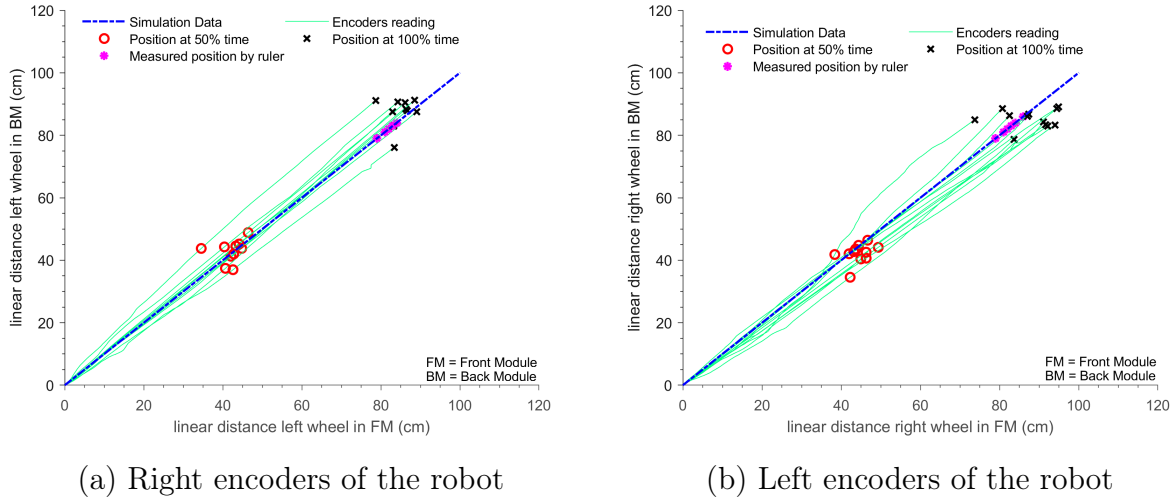 120
100
80
60
40
20
0
linear distance left wheel in BM (cm)
Simulation Data
Position at 50% time
Measured position by ruler
Encoders reading
Position at 100% time
FM = Front Module
BM = Back Module
0 20 40 60 80 100 120
linear distance left wheel in FM (cm)
(a) Right encoders of the robot
120
100
80
60
40
20
0
linear distance right wheel in BM (cm)
Simulation Data
Position at 50% time
Measured position by ruler
Encoders reading
Position at 100% time
FM = Front Module
BM = Back Module
0 20 40 60 80 100 120
linear distance right wheel in FM (cm)
(b) Left encoders of the robot